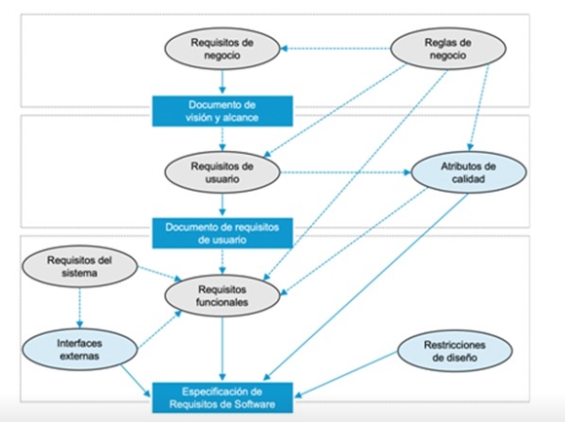 Requisitos de
negocio
Reglas de
negocio
Documento de
visión y alcance
Requisitos de
usuario
Atributos de
calidad
Documento de requisitos
de usuario
Requisitos del
sistema
Requisitos
funcionales
Interfaces
externas
Restricciones
de diseño
Especificación de
Requisitos de Software